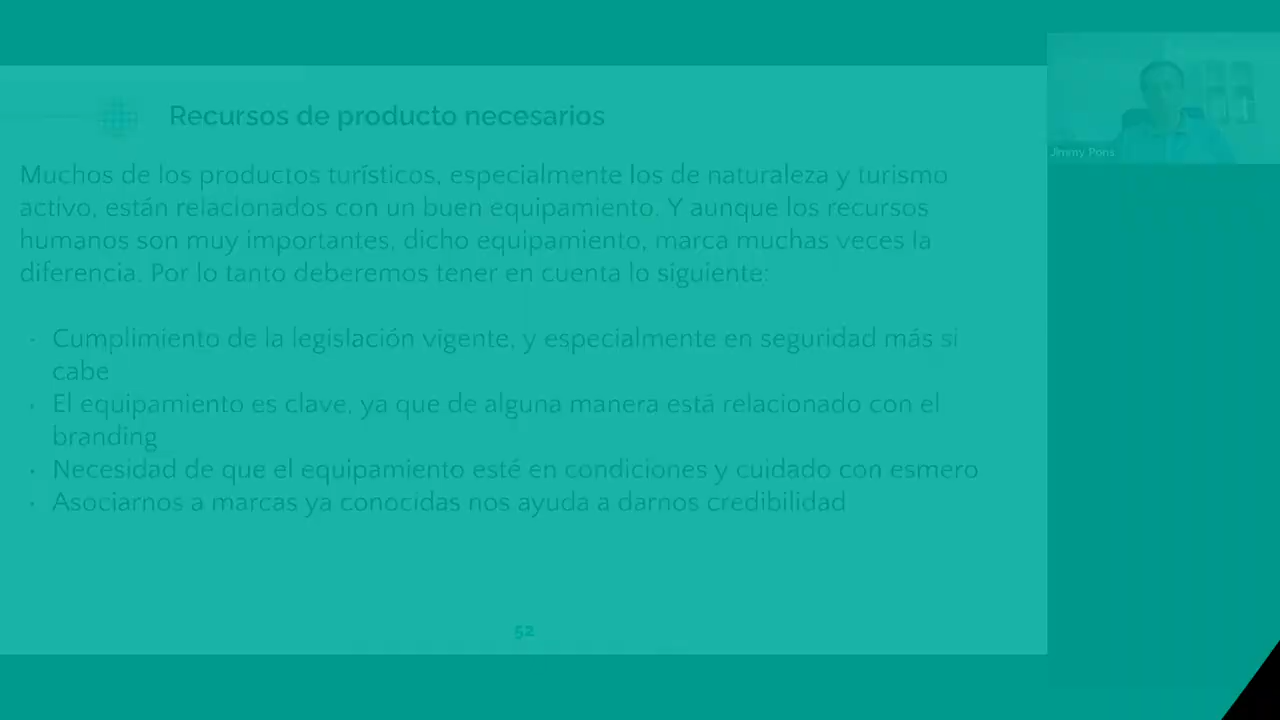 Recursos de producto necesarios
Jimmy Pons
Muchos de los productos turísticos, especialmente los de naturaleza y turismo
activo, están relacionados con un buen equipamiento. Y aunque los recursos
humanos son muy importantes, dicho equipamiento, marca muchas veces la
diferencia. Por lo tanto deberemos tener en cuenta lo siguiente:
· Cumplimiento de la legislación vigente, y especialmente en seguridad más si
cabe
· El equipamiento es clave, ya que de alguna manera está relacionado con el
branding
· Necesidad de que el equipamiento esté en condiciones y cuidado con esmero
· Asociarnos a marcas ya conocidas nos ayuda a darnos credibilidad
52